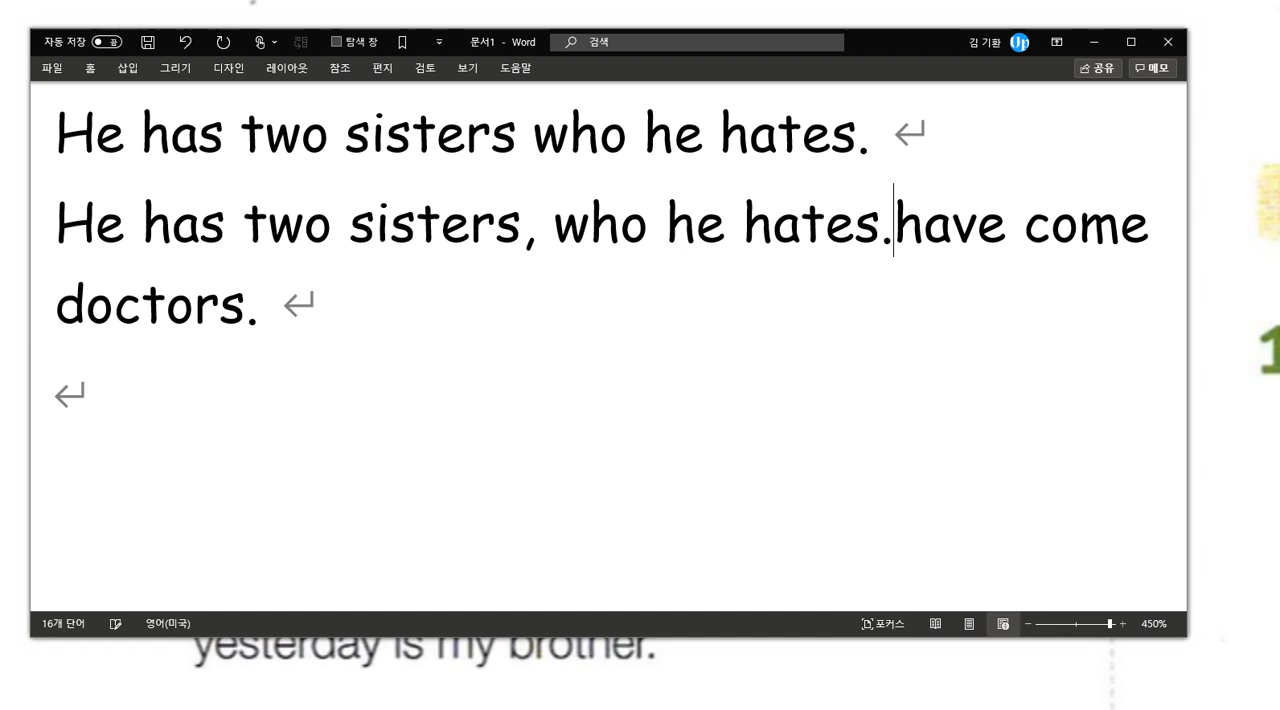 자동 저장 끔 탐색 창 문서1 - Word 검색 김 기환 Up
파일 홈 삽입 그리기 디자인 레이아웃 참조 편지 검토 보기 도움말 공유 메모
He has two sisters who he hates.
He has two sisters, who he hates.have come
doctors.
16개 단어 영어(미국) 포커스 450%
yesterday is my brother.
1